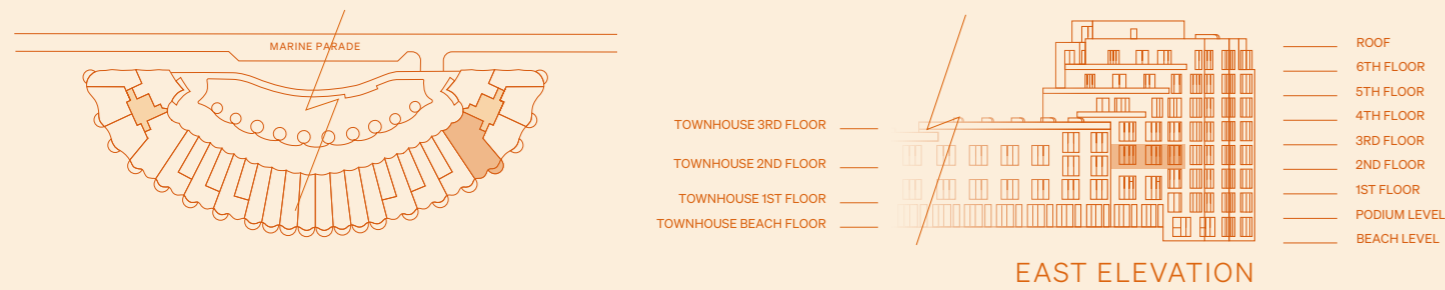 MARINE PARADE
TOWNHOUSE 3RD FLOOR
TOWNHOUSE 2ND FLOOR
TOWNHOUSE 1ST FLOOR
TOWNHOUSE BEACH FLOOR
ROOF
6TH FLOOR
5TH FLOOR
4TH FLOOR
3RD FLOOR
2ND FLOOR
1ST FLOOR
PODIUM LEVEL
BEACH LEVEL
EAST ELEVATION